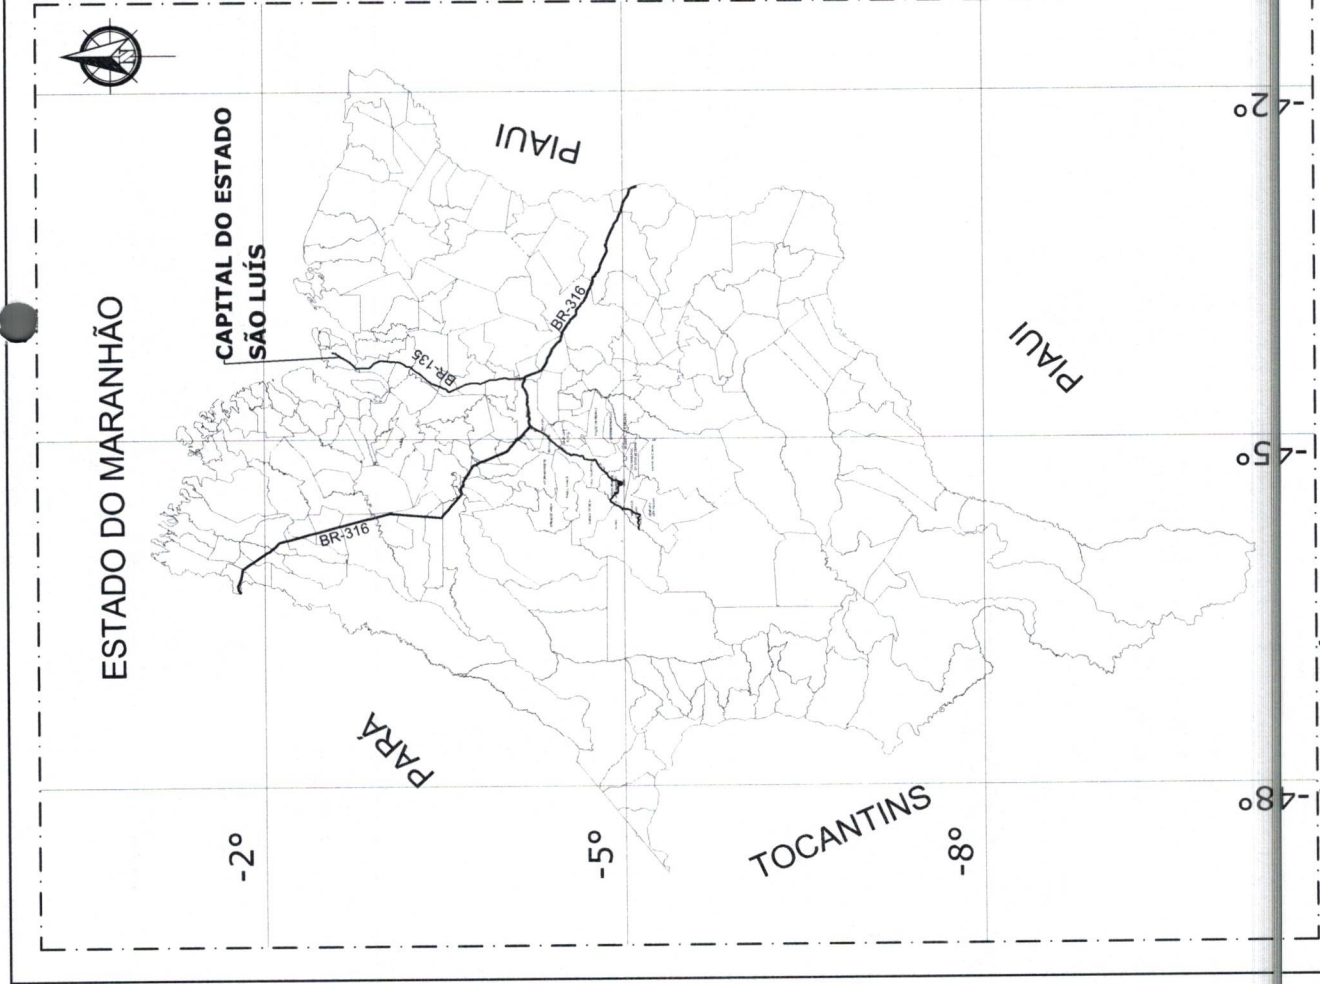 ESTADO DO MARANHÃO
N
CAPITAL DO ESTADO
SÃO LUÍS
PIAUI
BR-316
BR-135
BR-316
PARÁ
TOCANTINS
PIAUI
-2°
-5°
-8°
-42°
-45°
-48°